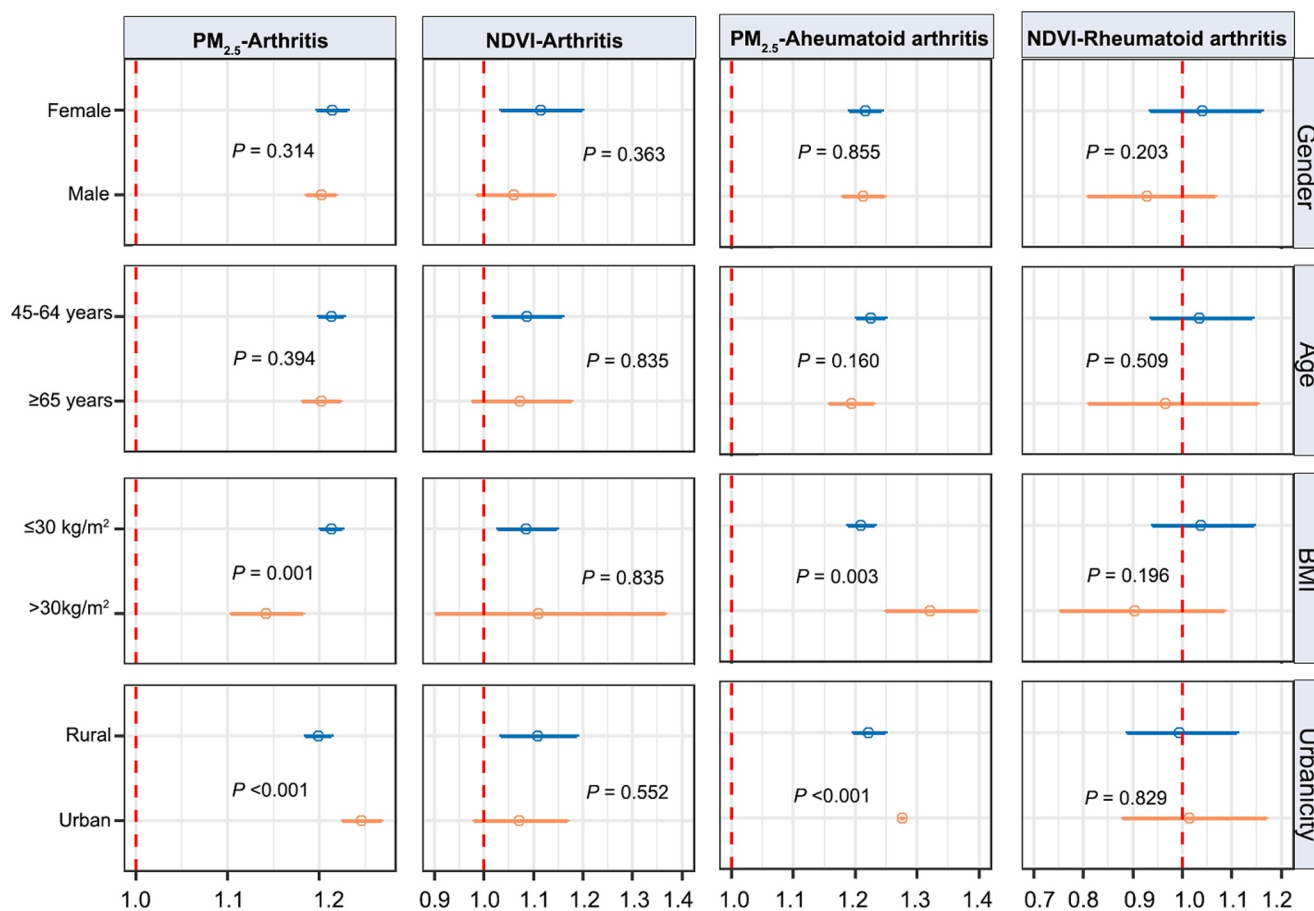 PM2.5-Arthritis NDVI-Arthritis PM2.5-Aheumatoid arthritis NDVI-Rheumatoid arthritis
Female
P = 0.314 P = 0.363 P = 0.855 P = 0.203
Male
Gender
45-64 years
P = 0.394 P = 0.835 P = 0.160 P = 0.509
≥65 years
Age
≤30 kg/m²
P = 0.001 P = 0.835 P = 0.003 P = 0.196
>30kg/m²
BMI
Rural
P <0.001 P = 0.552 P <0.001 P = 0.829
Urban
Urbanicity
1.0 1.1 1.2 0.9 1.0 1.1 1.2 1.3 1.4 1.0 1.1 1.2 1.3 1.4 0.7 0.8 0.9 1.0 1.1 1.2